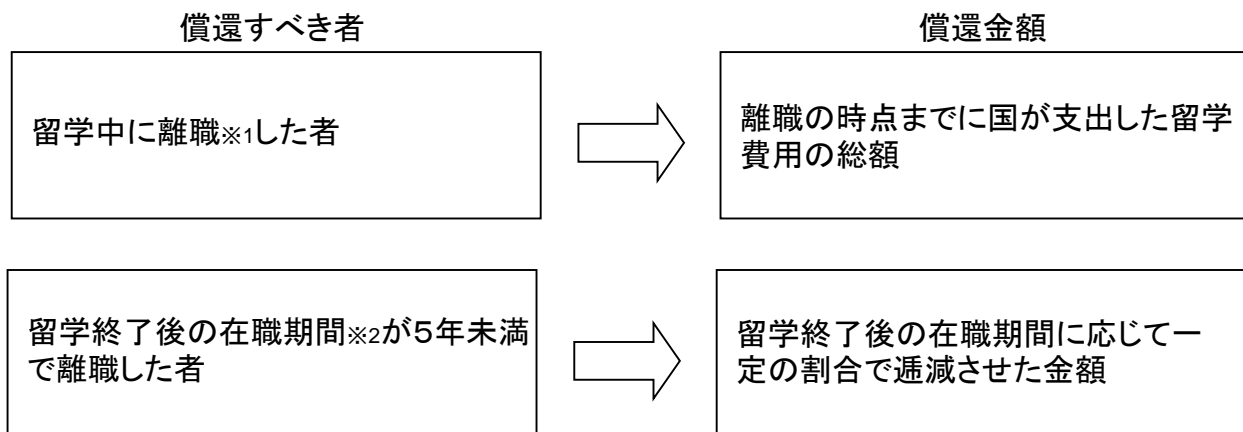 償還すべき者
償還金額
留学中に離職※1した者
離職の時点までに国が支出した留学
費用の総額
留学終了後の在職期間※2が5年未満
で離職した者
留学終了後の在職期間に応じて一
定の割合で逓減させた金額